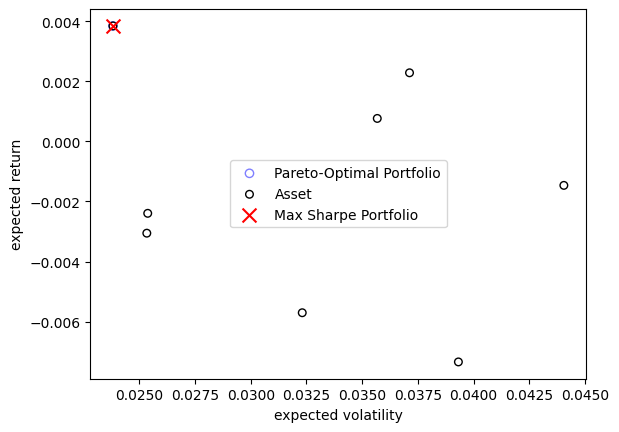 0.004
0.002
0.000
−0.002
−0.004
−0.006
expected return
Pareto-Optimal Portfolio
Asset
Max Sharpe Portfolio
0.0250 0.0275 0.0300 0.0325 0.0350 0.0375 0.0400 0.0425 0.0450
expected volatility